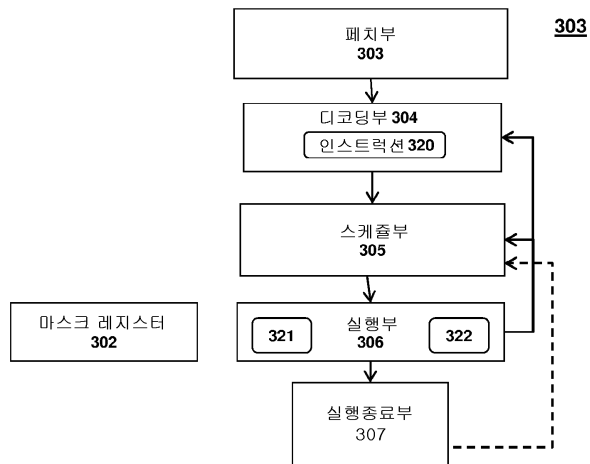 303
페치부
303
디코딩부 304
인스트럭션 320
스케쥴부
305
마스크 레지스터
302
321
실행부
306
322
실행종료부
307